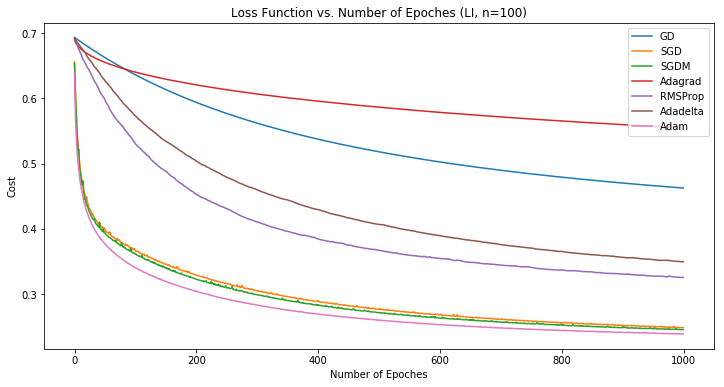 Loss Function vs. Number of Epoches (LI, n=100)
0.7
0.6
0.5
0.4
0.3
Cost
GD
SGD
SGDM
Adagrad
RMSProp
Adadelta
Adam
0 200 400 600 800 1000
Number of Epoches